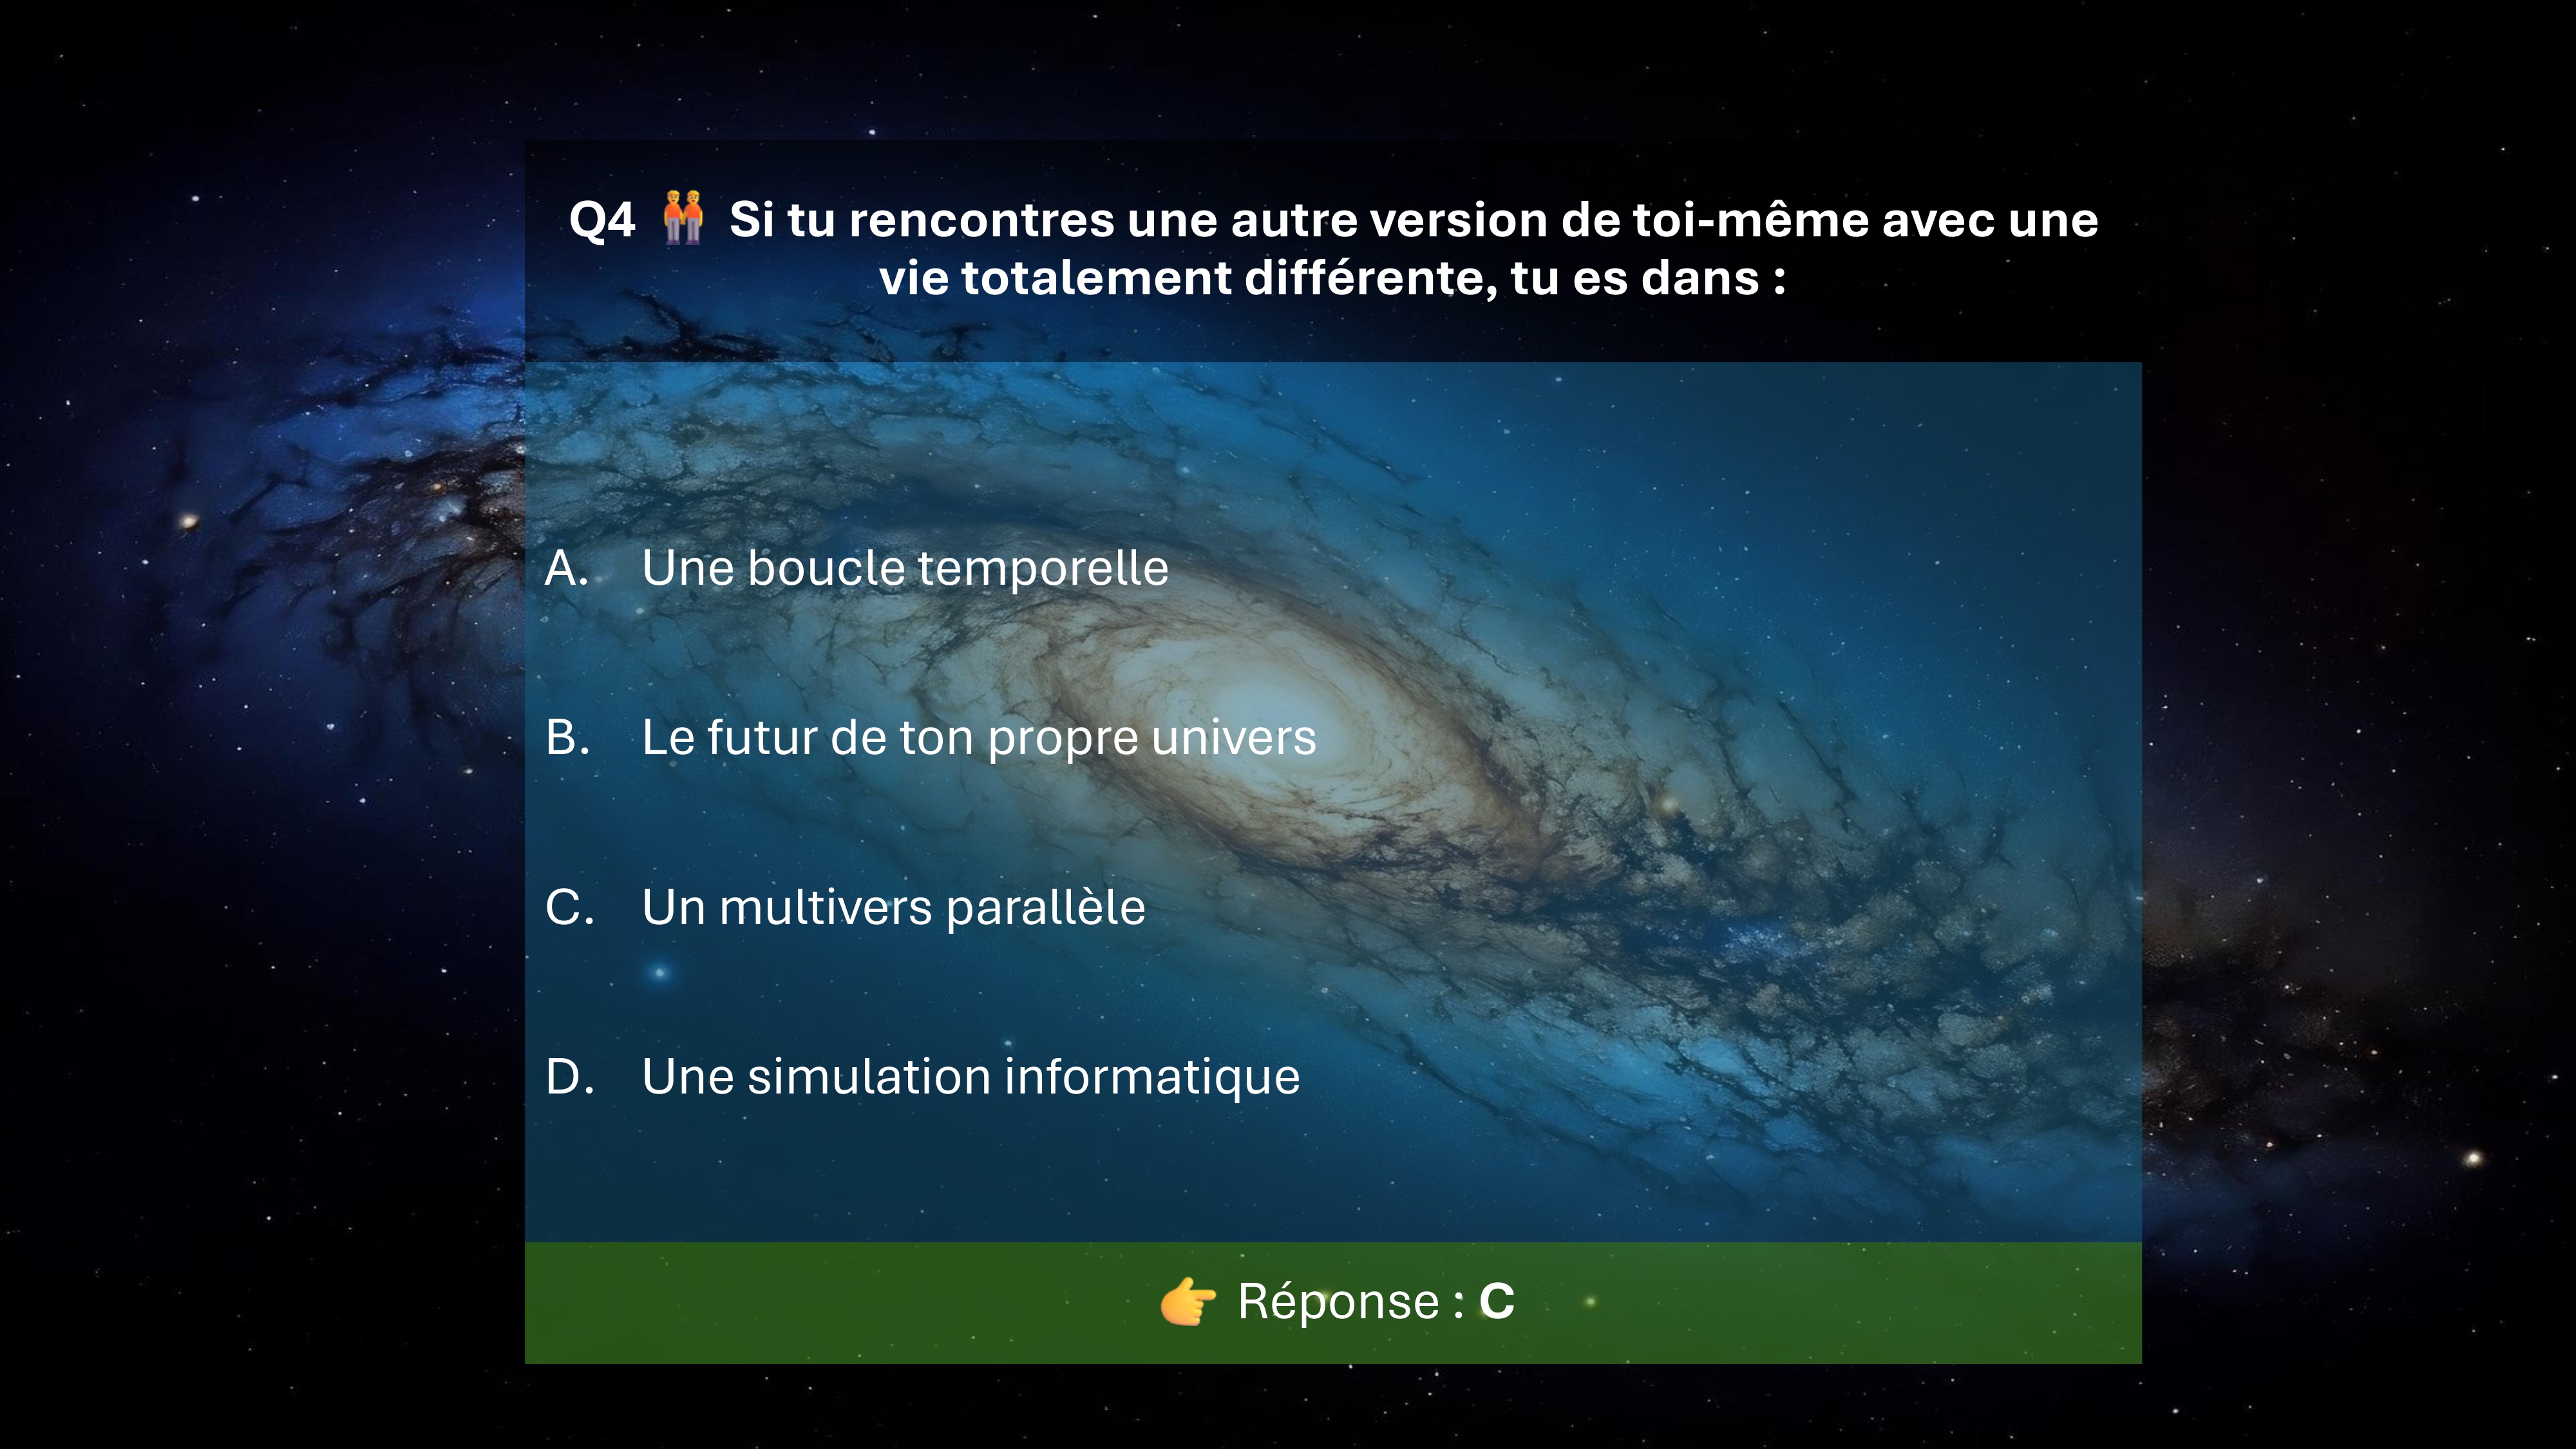 Q4 👬 Si tu rencontres une autre version de toi-même avec une
vie totalement différente, tu es dans :
A. Une boucle temporelle
B. Le futur de ton propre univers
C. Un multivers parallèle
D. Une simulation informatique
👉 Réponse : C